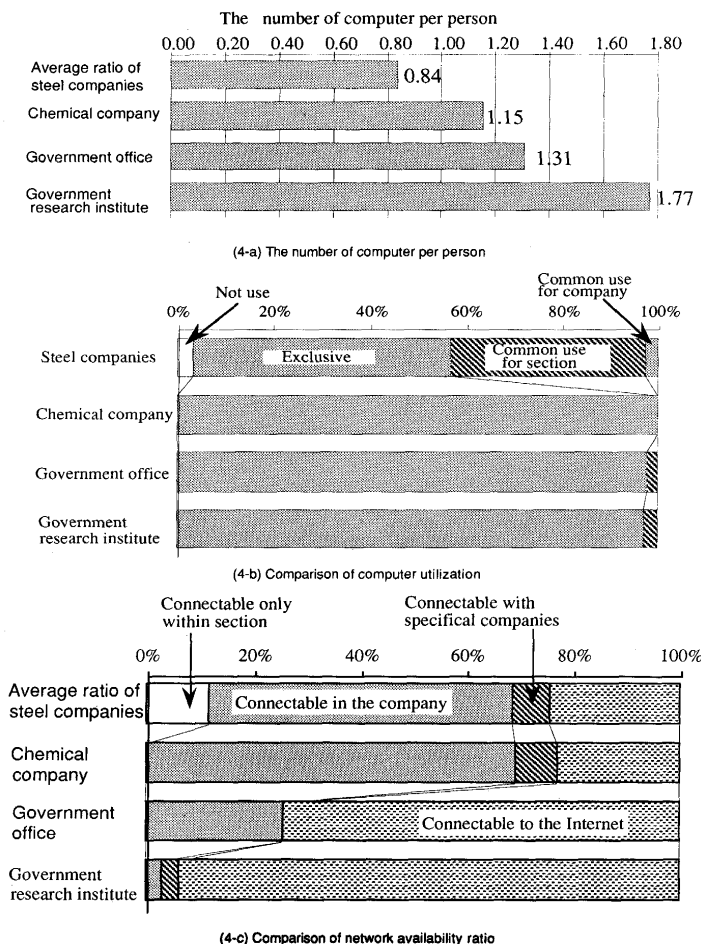 The number of computer per person
0.00 0.20 0.40 0.60 0.80 1.00 1.20 1.40 1.60 1.80
Average ratio of
steel companies
0.84
Chemical company
1.15
Government office
1.31
Government
research institute
1.77
(4-a) The number of computer per person
Not use
Common use
for company
0% 20% 40% 60% 80% 100%
Steel companies
Exclusive
Common use
for section
Chemical company
Government office
Government
research institute
(4-b) Comparison of computer utilization
Connectable only
within section
Connectable with
specifical companies
0% 20% 40% 60% 80% 100%
Average ratio of
steel companies
Connectable in the company
Chemical
company
Government
office
Connectable to the Internet
Government
research institute
(4-c) Comparison of network availability ratio